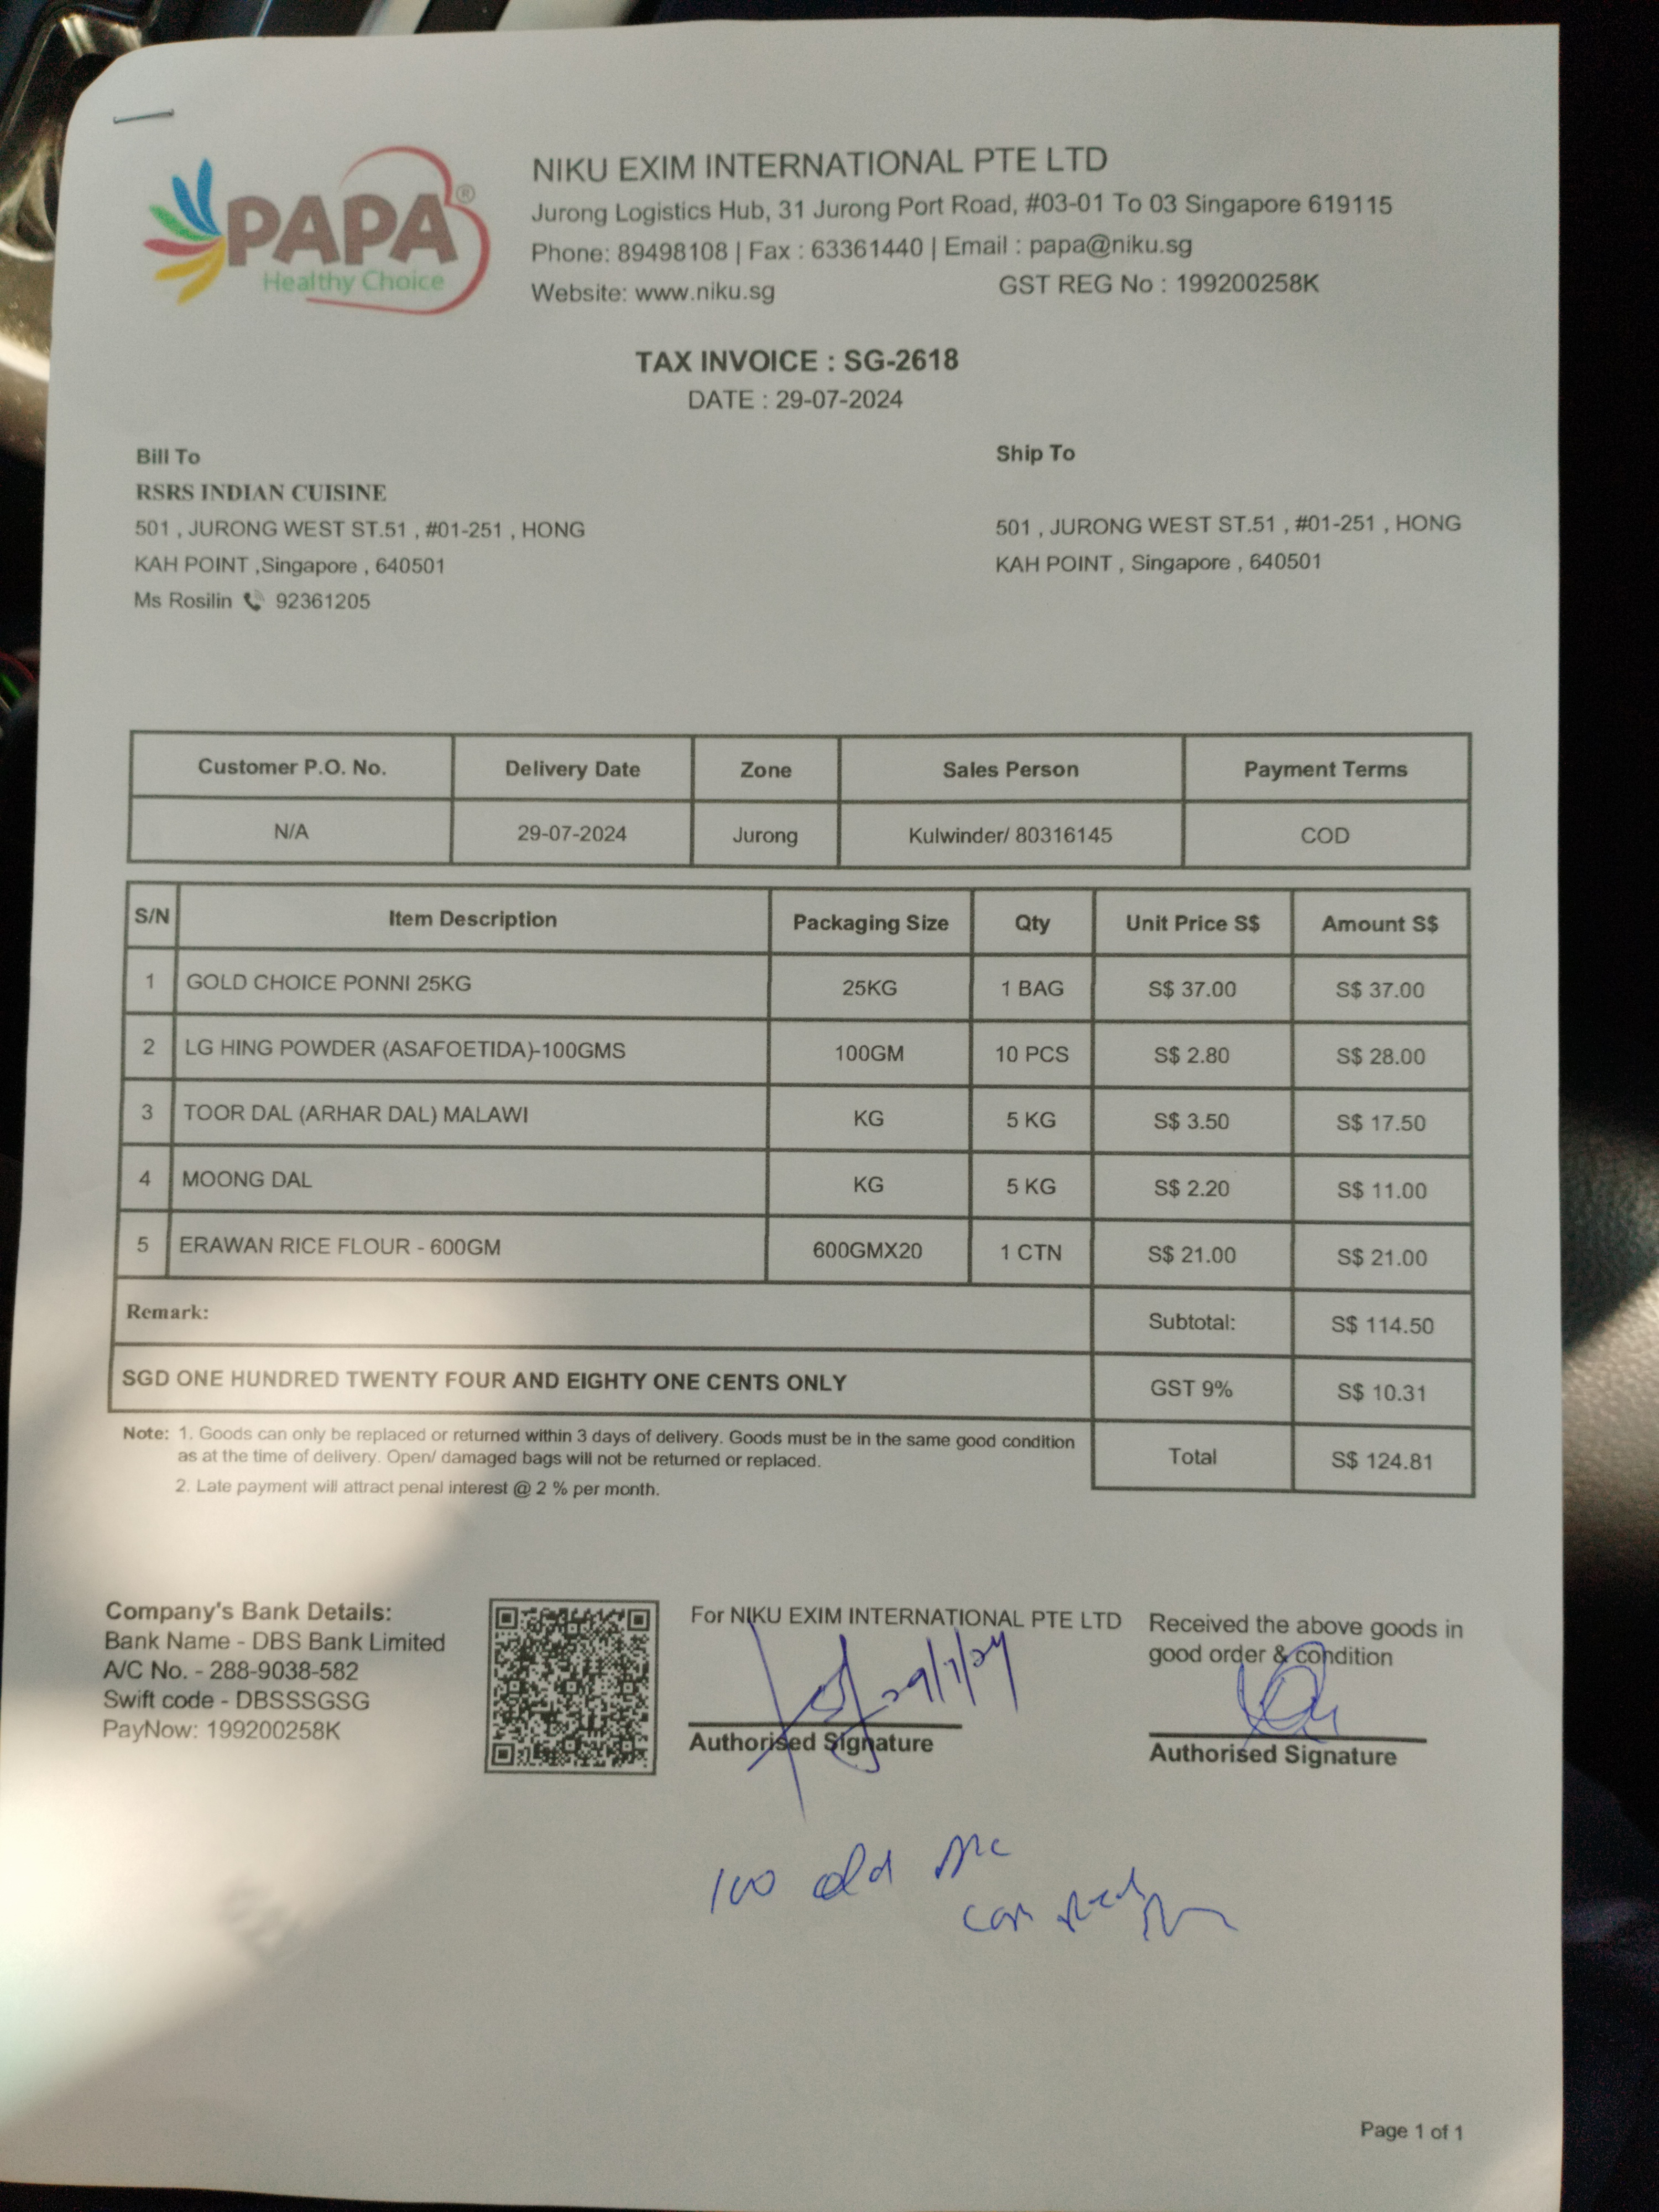 PAPA®
Healthy Choice
NIKU EXIM INTERNATIONAL PTE LTD
Jurong Logistics Hub, 31 Jurong Port Road, #03-01 To 03 Singapore 619115
Phone: 89498108 | Fax : 63361440 | Email : papa@niku.sg
Website: www.niku.sg GST REG No : 199200258K
TAX INVOICE : SG-2618
DATE : 29-07-2024
Bill To
RSRS INDIAN CUISINE
501 , JURONG WEST ST.51 , #01-251 , HONG
KAH POINT ,Singapore , 640501
Ms Rosilin 92361205
Ship To
501 , JURONG WEST ST.51 , #01-251 , HONG
KAH POINT , Singapore , 640501
Customer P.O. No. Delivery Date Zone Sales Person Payment Terms
N/A 29-07-2024 Jurong Kulwinder/ 80316145 COD
S/N Item Description Packaging Size Qty Unit Price S$ Amount S$
1 GOLD CHOICE PONNI 25KG 25KG 1 BAG S$ 37.00 S$ 37.00
2 LG HING POWDER (ASAFOETIDA)-100GMS 100GM 10 PCS S$ 2.80 S$ 28.00
3 TOOR DAL (ARHAR DAL) MALAWI KG 5 KG S$ 3.50 S$ 17.50
4 MOONG DAL KG 5 KG S$ 2.20 S$ 11.00
5 ERAWAN RICE FLOUR - 600GM 600GMX20 1 CTN S$ 21.00 S$ 21.00
Remark: Subtotal: S$ 114.50
SGD ONE HUNDRED TWENTY FOUR AND EIGHTY ONE CENTS ONLY GST 9% S$ 10.31
Total S$ 124.81
Note: 1. Goods can only be replaced or returned within 3 days of delivery. Goods must be in the same good condition
as at the time of delivery. Open/ damaged bags will not be returned or replaced.
2. Late payment will attract penal interest @ 2 % per month.
Company's Bank Details:
Bank Name - DBS Bank Limited
A/C No. - 288-9038-582
Swift code - DBSSSGSG
PayNow: 199200258K
For NIKU EXIM INTERNATIONAL PTE LTD
29/7/24
Authorised Signature
Received the above goods in
good order & condition
Authorised Signature
100 old
Page 1 of 1